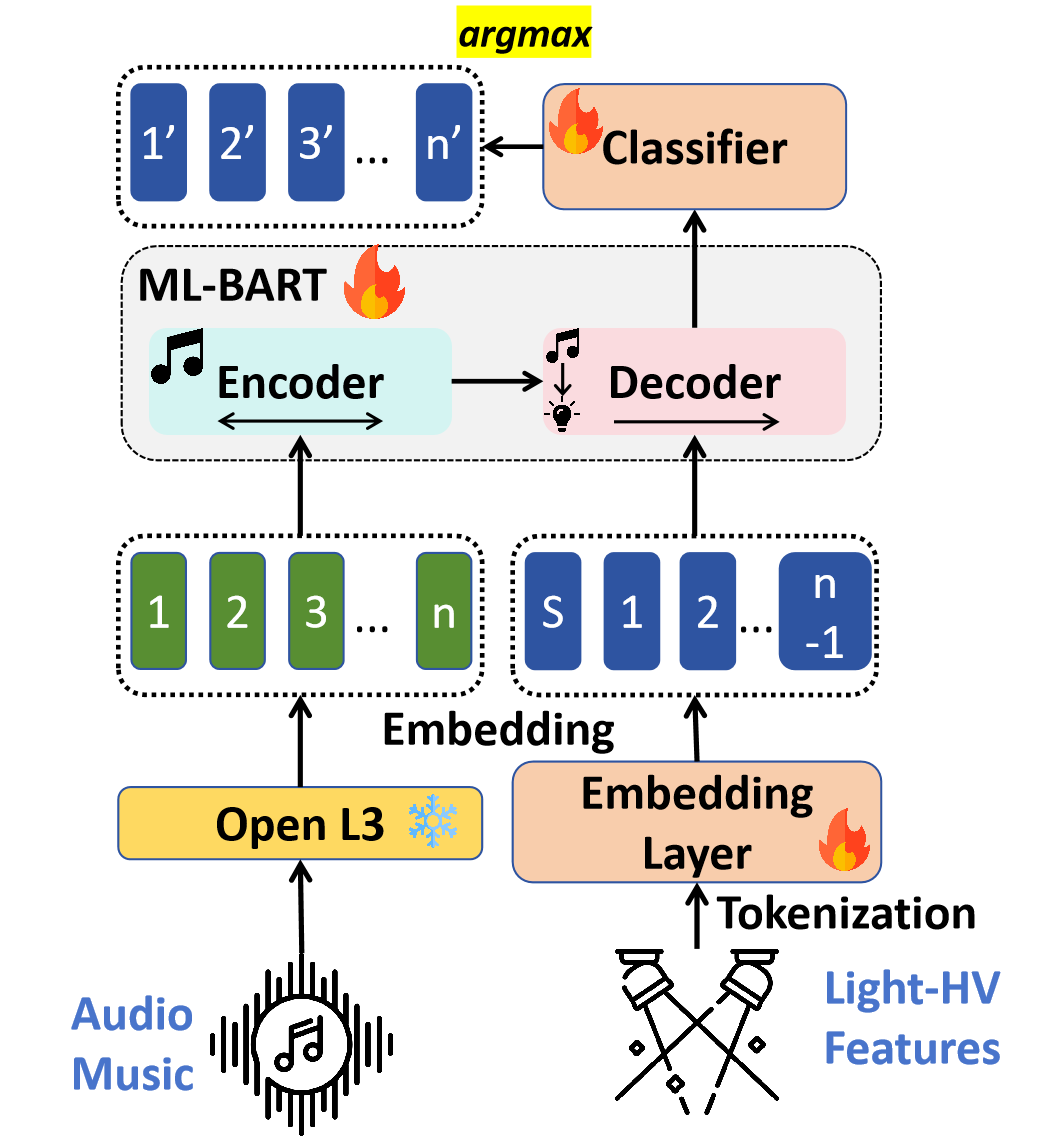 argmax
1’ 2’ 3’ ... n’
Classifier
ML-BART
Encoder
Decoder
1 2 3 ... n
S 1 2 ... n
-1
Embedding
Open L3
Embedding
Layer
Tokenization
Audio
Music
Light-HV
Features